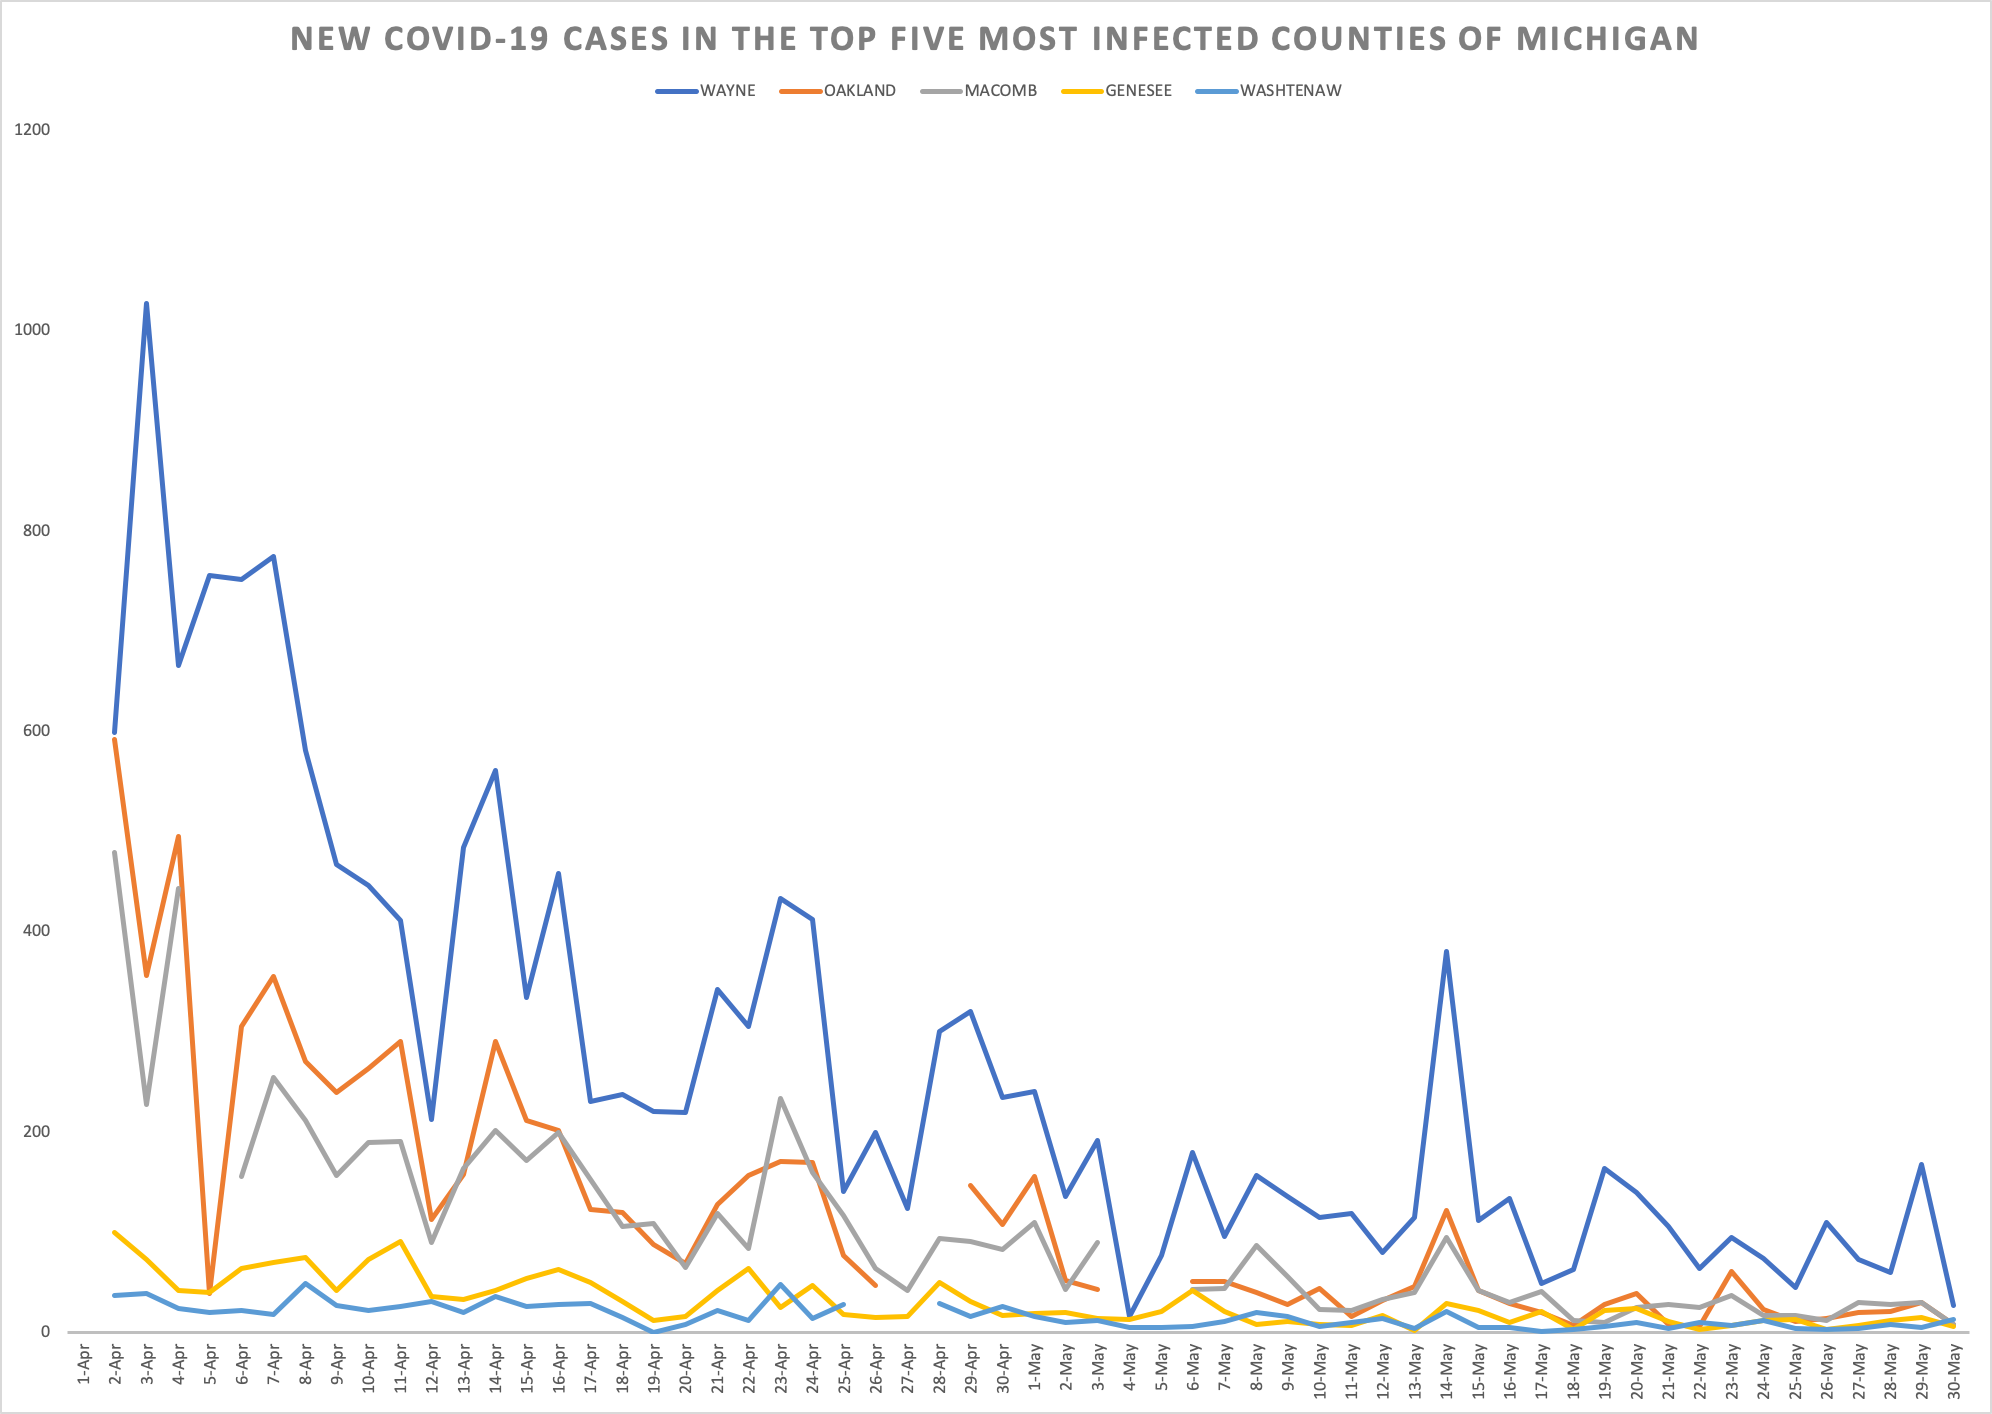 NEW COVID-19 CASES IN THE TOP FIVE MOST INFECTED COUNTIES OF MICHIGAN
WAYNE OAKLAND MACOMB GENESEE WASHTENAW
1200
1000
800
600
400
200
0
1-Apr
2-Apr
3-Apr
4-Apr
5-Apr
6-Apr
7-Apr
8-Apr
9-Apr
10-Apr
11-Apr
12-Apr
13-Apr
14-Apr
15-Apr
16-Apr
17-Apr
18-Apr
19-Apr
20-Apr
21-Apr
22-Apr
23-Apr
24-Apr
25-Apr
26-Apr
27-Apr
28-Apr
29-Apr
30-Apr
1-May
2-May
3-May
4-May
5-May
6-May
7-May
8-May
9-May
10-May
11-May
12-May
13-May
14-May
15-May
16-May
17-May
18-May
19-May
20-May
21-May
22-May
23-May
24-May
25-May
26-May
27-May
28-May
29-May
30-May